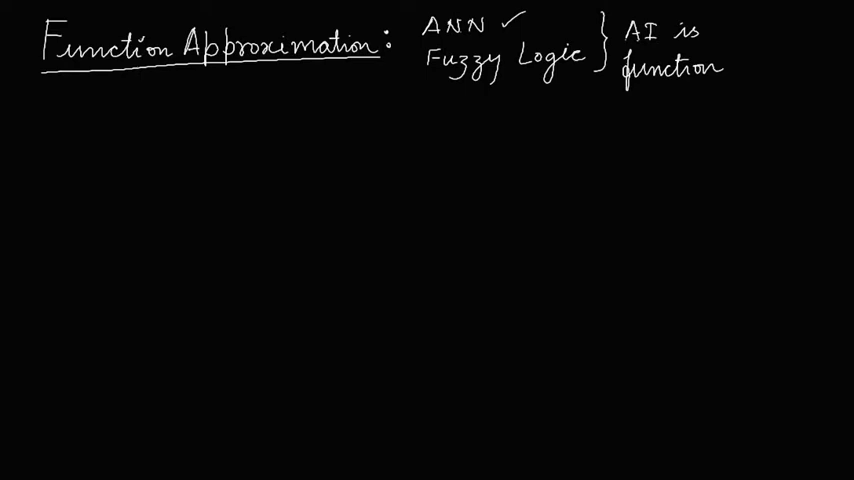 Function Approximation: ANN ✓ } AI is
Fuzzy Logic } function